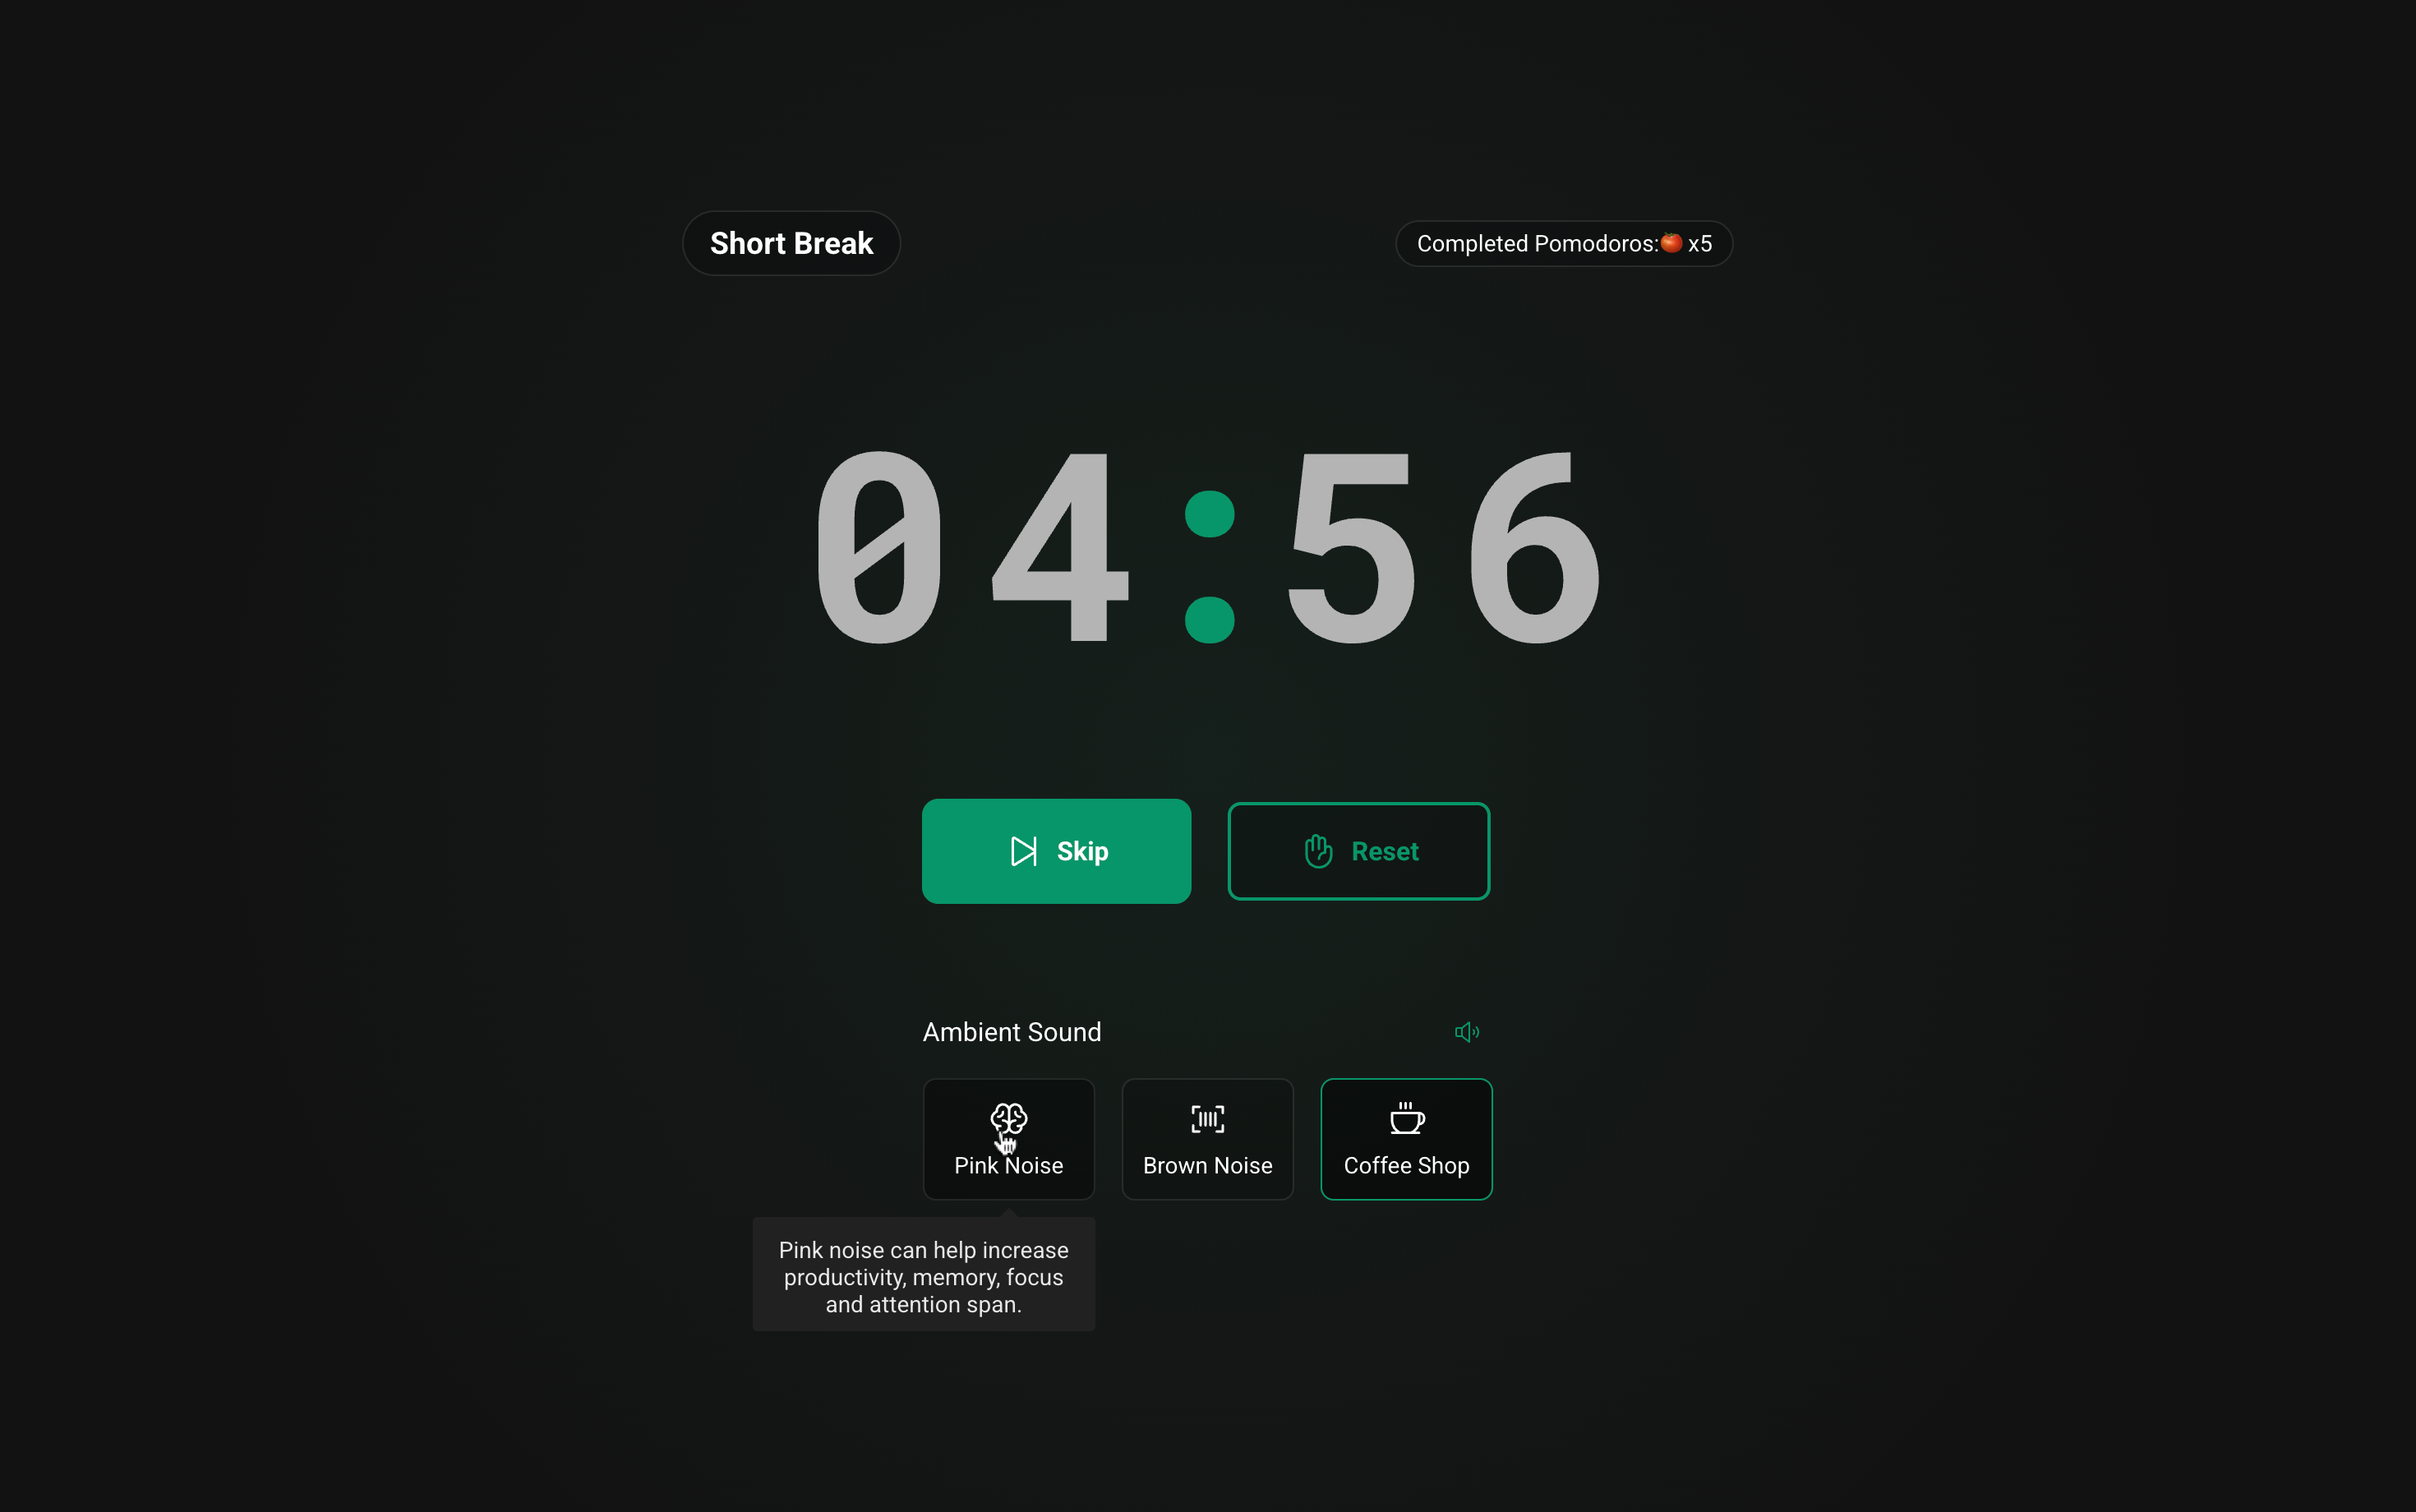 Short Break
Completed Pomodoros:🍅 x5
04:56
Skip
Reset
Ambient Sound
Pink Noise
Brown Noise
Coffee Shop
Pink noise can help increase
productivity, memory, focus
and attention span.